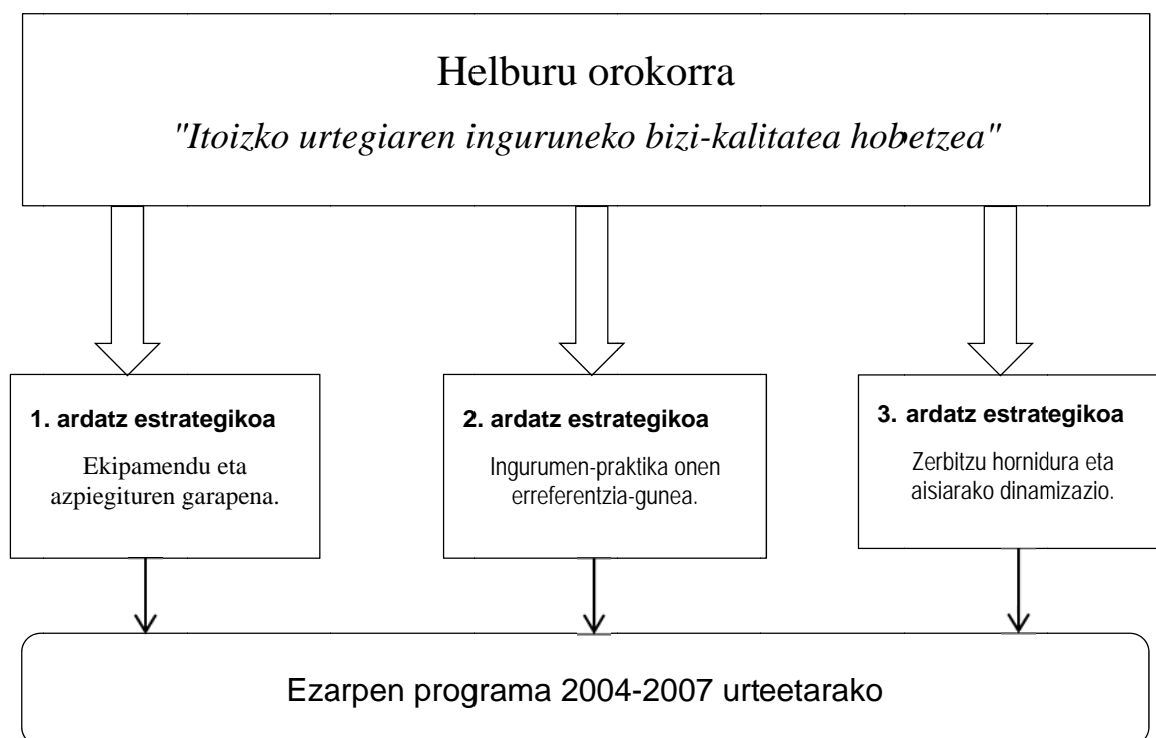 Helburu orokorra
"Itoizko urtegiaren inguruneko bizi-kalitatea hobetzea"
1. ardatz estrategikoa
Ekipamendu eta
azpiegituren garapena.
2. ardatz estrategikoa
Ingurumen-praktika onen
erreferentzia-gunea.
3. ardatz estrategikoa
Zerbitzu hornidura eta
aisiarako dinamizazio.
Ezarpen programa 2004-2007 urteetarako